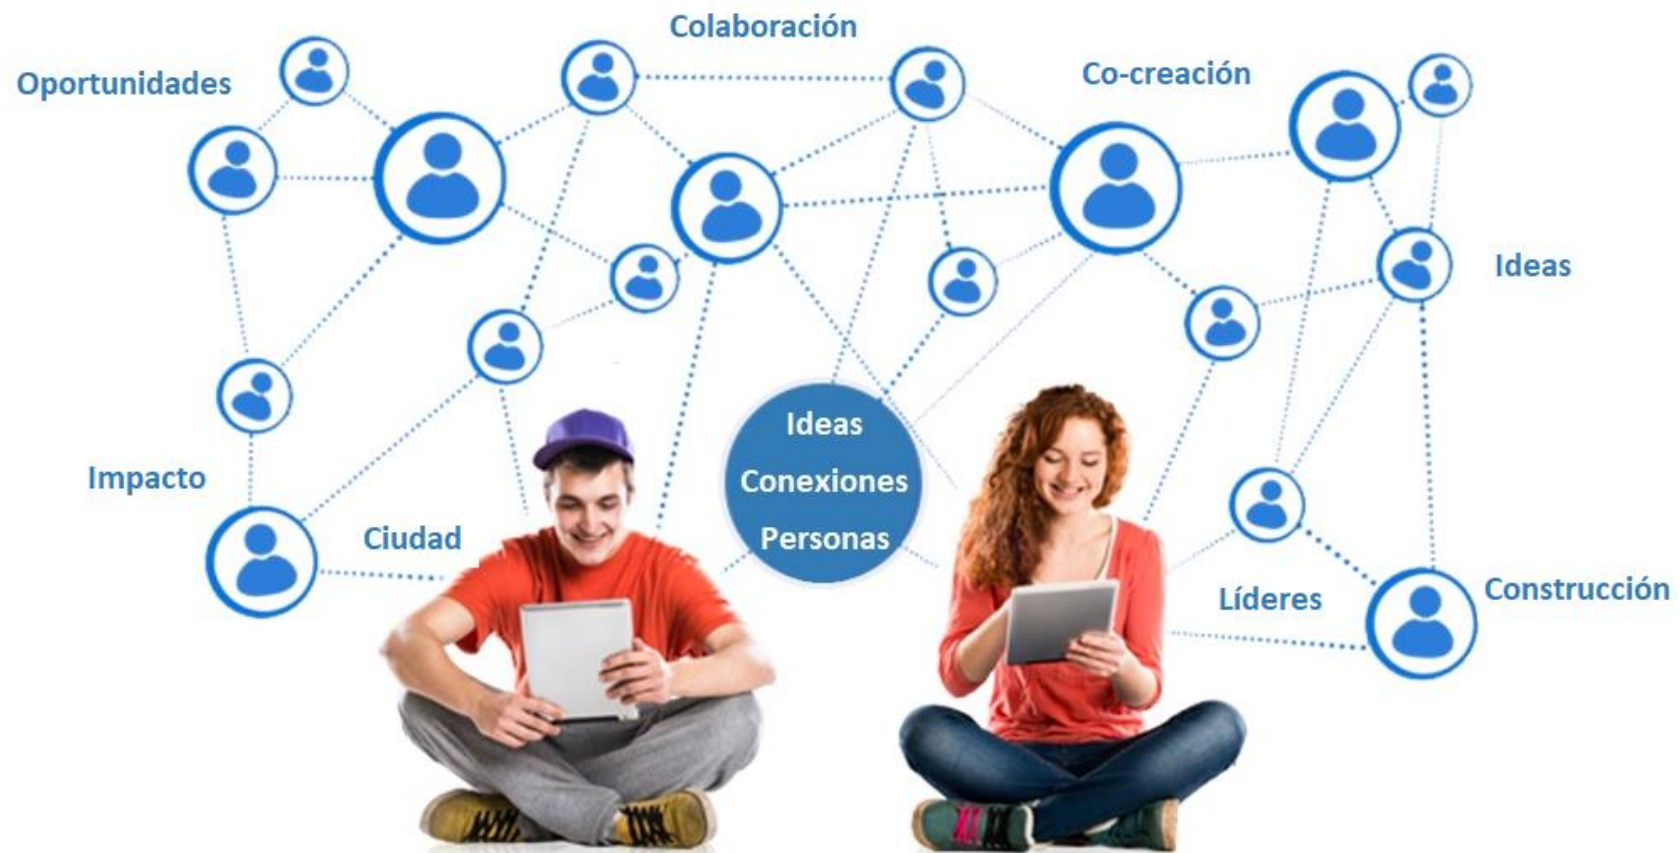 Colaboración
Oportunidades
Co-creación
Ideas
Ideas
Conexiones
Personas
Impacto
Ciudad
Líderes
Construcción